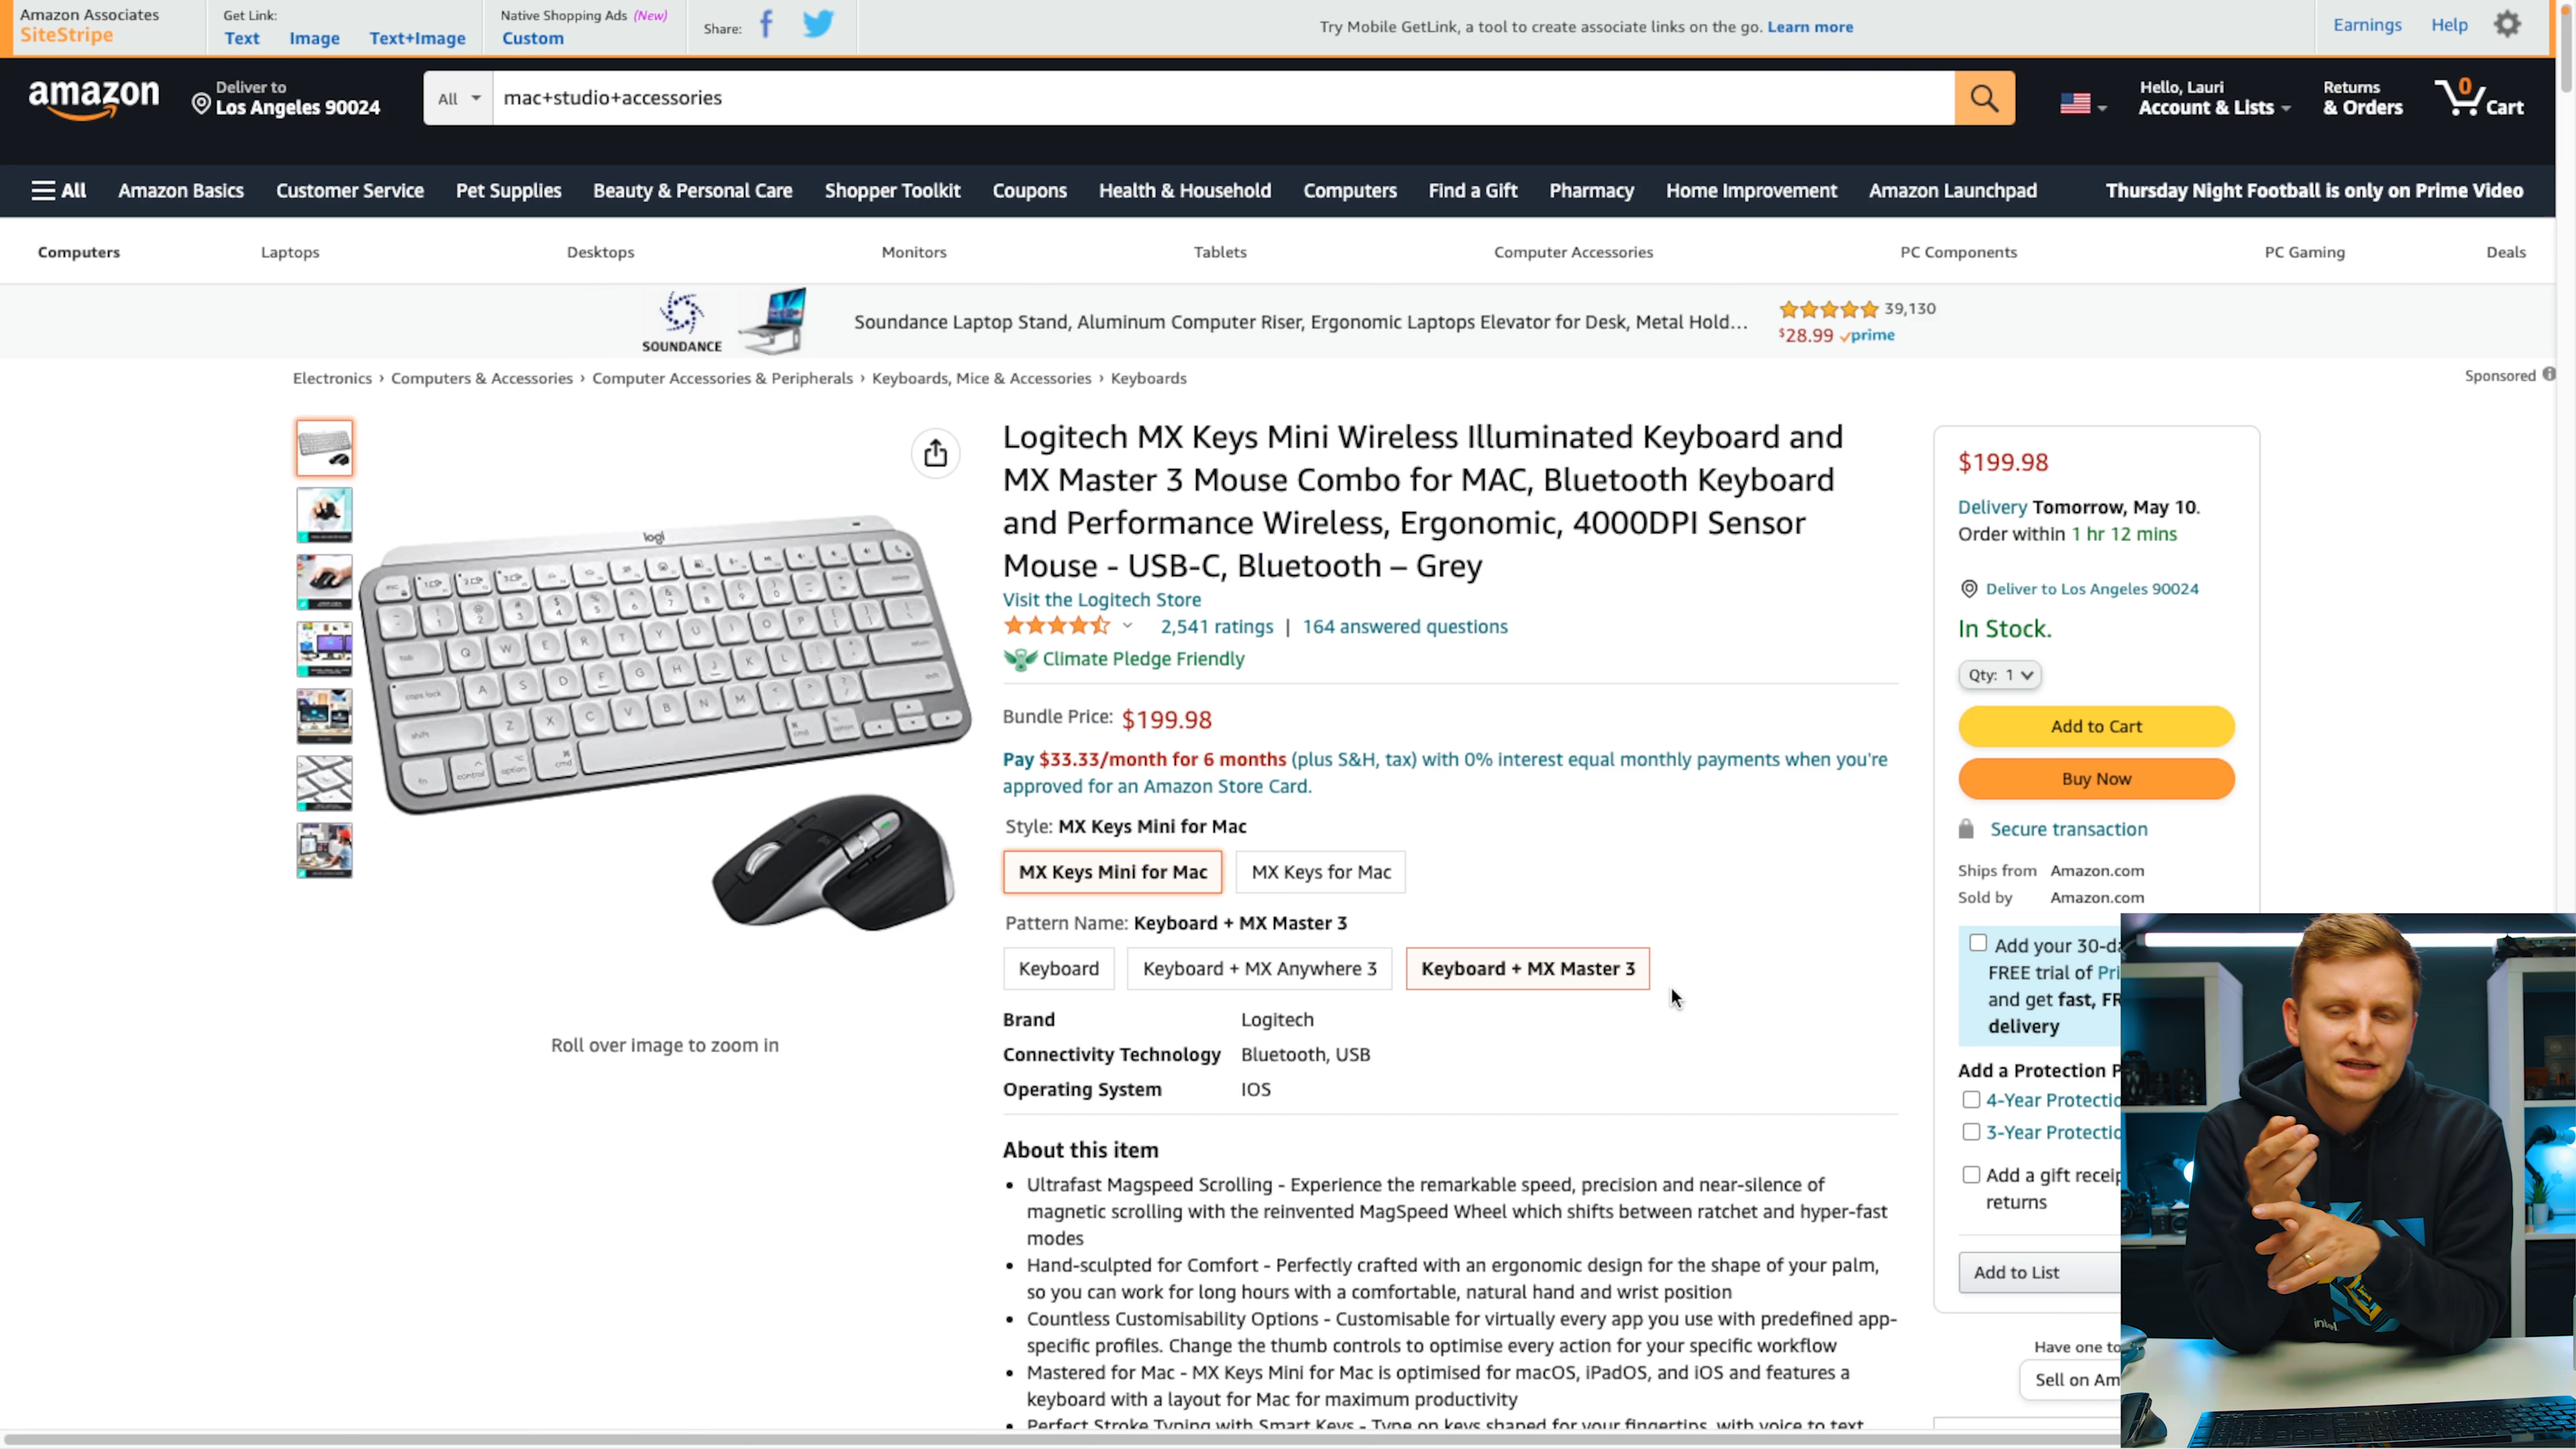 Amazon Associates
SiteStripe
Get Link:
Text Image Text+Image
Native Shopping Ads (New)
Custom
Share:
Try Mobile GetLink, a tool to create associate links on the go. Learn more
Earnings Help
amazon
Deliver to
Los Angeles 90024
All
mac+studio+accessories
Hello, Lauri
Account & Lists
Returns
& Orders
0
Cart
All Amazon Basics Customer Service Pet Supplies Beauty & Personal Care Shopper Toolkit Coupons Health & Household Computers Find a Gift Pharmacy Home Improvement Amazon Launchpad Thursday Night Football is only on Prime Video
Computers Laptops Desktops Monitors Tablets Computer Accessories PC Components PC Gaming Deals
SOUNDANCE
Soundance Laptop Stand, Aluminum Computer Riser, Ergonomic Laptops Elevator for Desk, Metal Hold...
39,130
$28.99 prime
Electronics › Computers & Accessories › Computer Accessories & Peripherals › Keyboards, Mice & Accessories › Keyboards
Sponsored
logi
Roll over image to zoom in
Logitech MX Keys Mini Wireless Illuminated Keyboard and
MX Master 3 Mouse Combo for MAC, Bluetooth Keyboard
and Performance Wireless, Ergonomic, 4000DPI Sensor
Mouse - USB-C, Bluetooth – Grey
Visit the Logitech Store
2,541 ratings | 164 answered questions
Climate Pledge Friendly
Bundle Price: $199.98
Pay $33.33/month for 6 months (plus S&H, tax) with 0% interest equal monthly payments when you're
approved for an Amazon Store Card.
Style: MX Keys Mini for Mac
MX Keys Mini for Mac MX Keys for Mac
Pattern Name: Keyboard + MX Master 3
Keyboard Keyboard + MX Anywhere 3 Keyboard + MX Master 3
Brand Logitech
Connectivity Technology Bluetooth, USB
Operating System IOS
About this item
• Ultrafast Magspeed Scrolling - Experience the remarkable speed, precision and near-silence of
magnetic scrolling with the reinvented MagSpeed Wheel which shifts between ratchet and hyper-fast
modes
• Hand-sculpted for Comfort - Perfectly crafted with an ergonomic design for the shape of your palm,
so you can work for long hours with a comfortable, natural hand and wrist position
• Countless Customisability Options - Customisable for virtually every app you use with predefined app-
specific profiles. Change the thumb controls to optimise every action for your specific workflow
• Mastered for Mac - MX Keys Mini for Mac is optimised for macOS, iPadOS, and iOS and features a
keyboard with a layout for Mac for maximum productivity
• Perfect Stroke Typing with Smart Keys - Type on keys shaped for your fingertips, with voice to text,
$199.98
Delivery Tomorrow, May 10.
Order within 1 hr 12 mins
Deliver to Los Angeles 90024
In Stock.
Qty: 1
Add to Cart
Buy Now
Secure transaction
Ships from Amazon.com
Sold by Amazon.com
Add your 30-da
FREE trial of Pri
and get fast, FR
delivery
Add a Protection P
4-Year Protectio
3-Year Protectio
Add a gift receip
returns
Add to List
Have one to
Sell on Am
intel